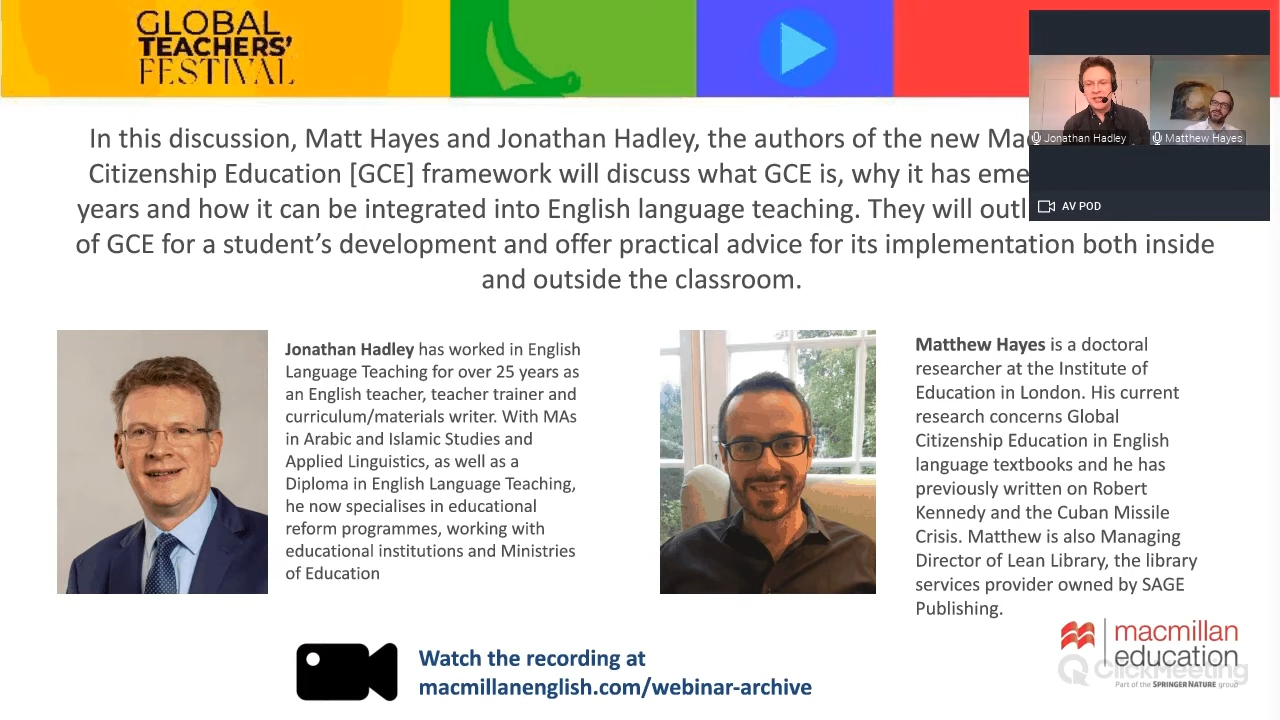 GLOBAL
TEACHERS'
FESTIVAL
Jonathan Hadley
Matthew Hayes
AV POD
In this discussion, Matt Hayes and Jonathan Hadley, the authors of the new
Citizenship Education [GCE] framework will discuss what GCE is, why it has
years and how it can be integrated into English language teaching. They will
of GCE for a student’s development and offer practical advice for its implementation both inside
and outside the classroom.
Jonathan Hadley has worked in English
Language Teaching for over 25 years as
an English teacher, teacher trainer and
curriculum/materials writer. With MAs
in Arabic and Islamic Studies and
Applied Linguistics, as well as a
Diploma in English Language Teaching,
he now specialises in educational
reform programmes, working with
educational institutions and Ministries
of Education
Matthew Hayes is a doctoral
researcher at the Institute of
Education in London. His current
research concerns Global
Citizenship Education in English
language textbooks and he has
previously written on Robert
Kennedy and the Cuban Missile
Crisis. Matthew is also Managing
Director of Lean Library, the library
services provider owned by SAGE
Publishing.
Watch the recording at
macmillanenglish.com/webinar-archive
macmillan
education
ClickMeeting
Part of the SPRINGER NATURE group